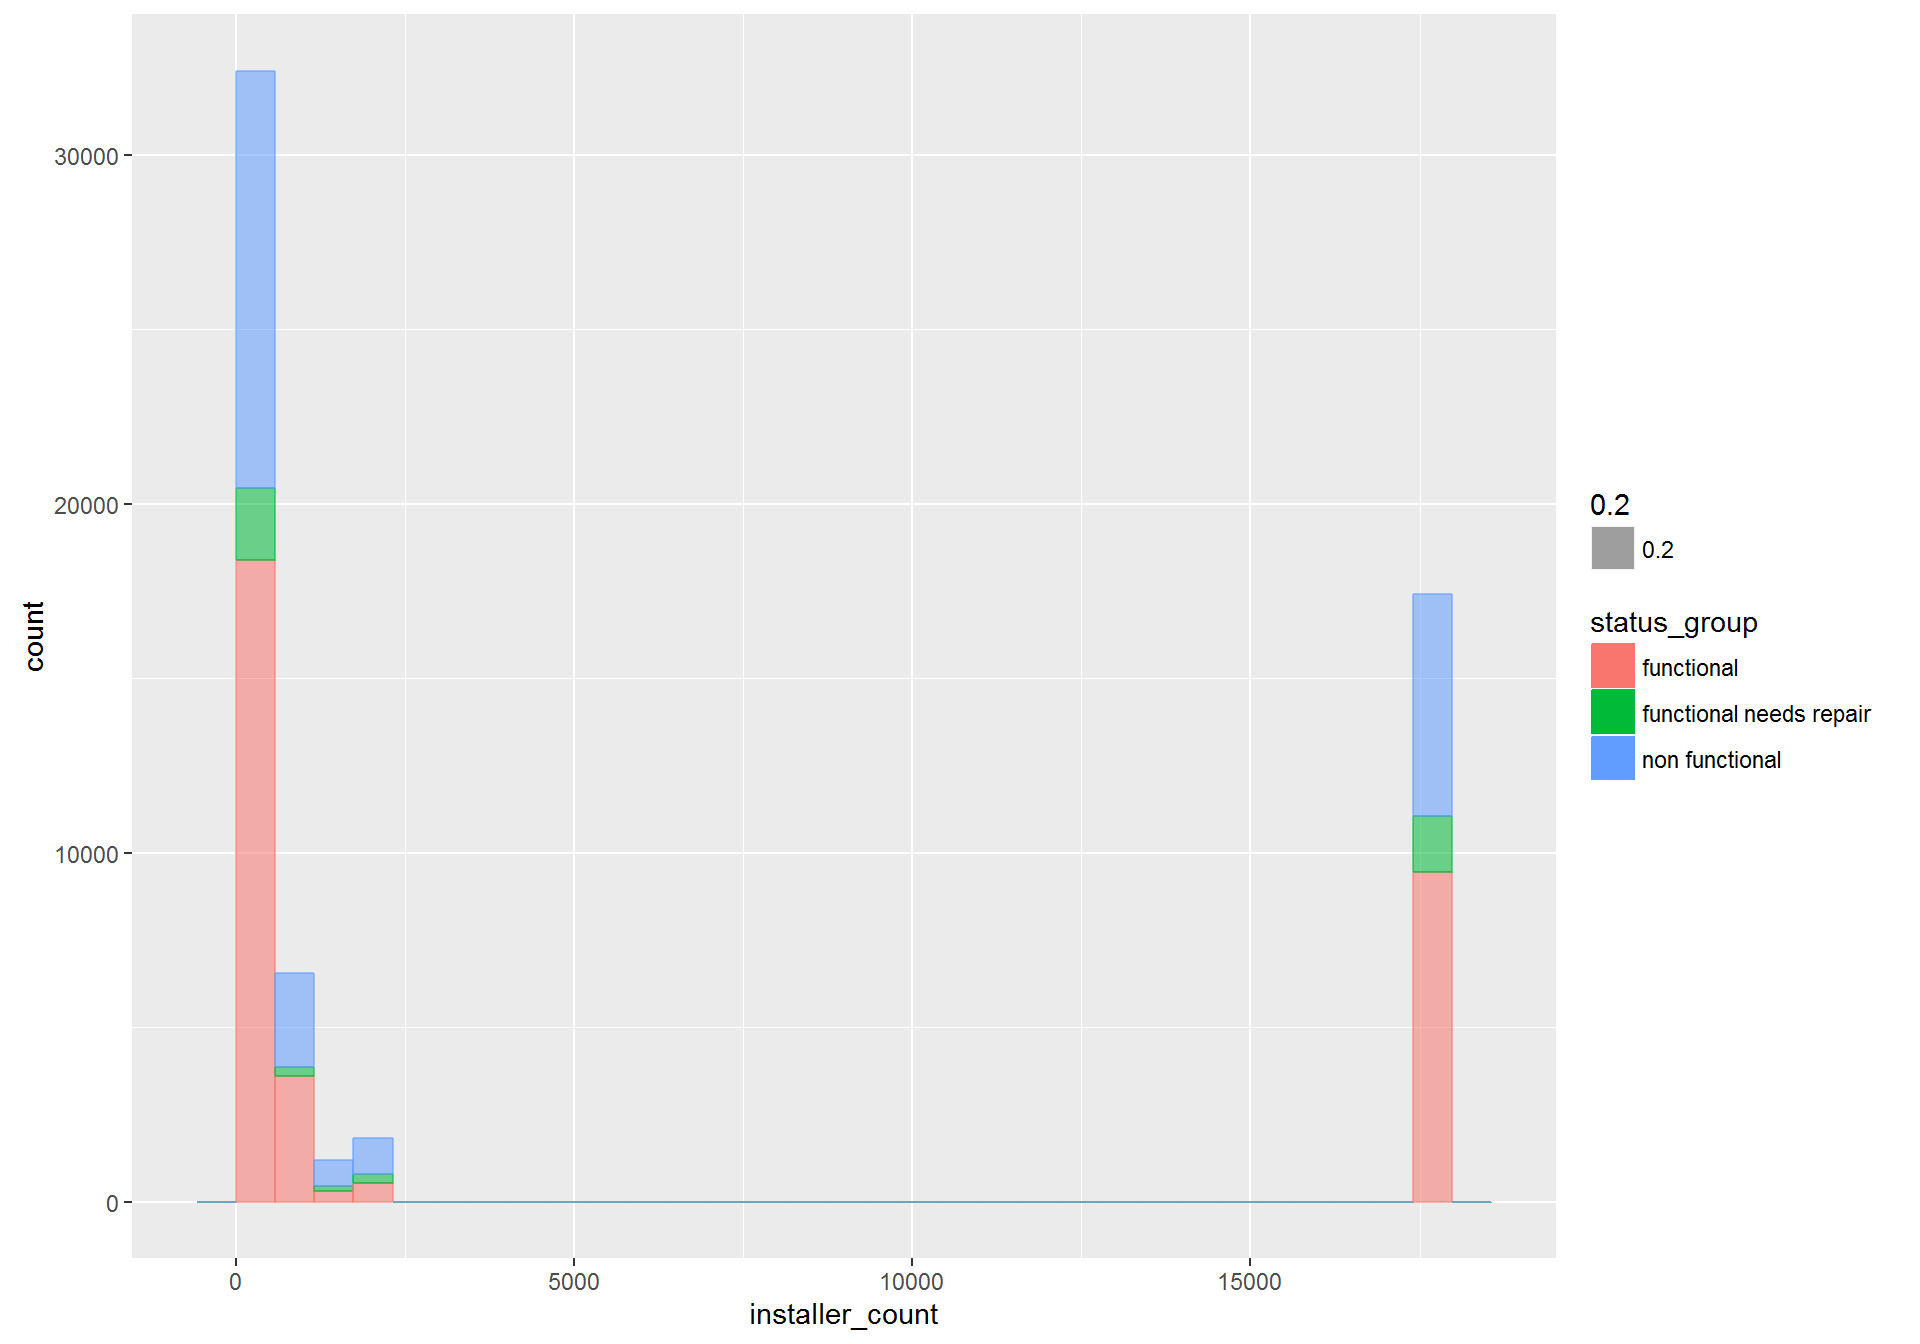 30000
20000
10000
0
count
0
5000
10000
15000
installer_count
0.2
0.2
status_group
functional
functional needs repair
non functional